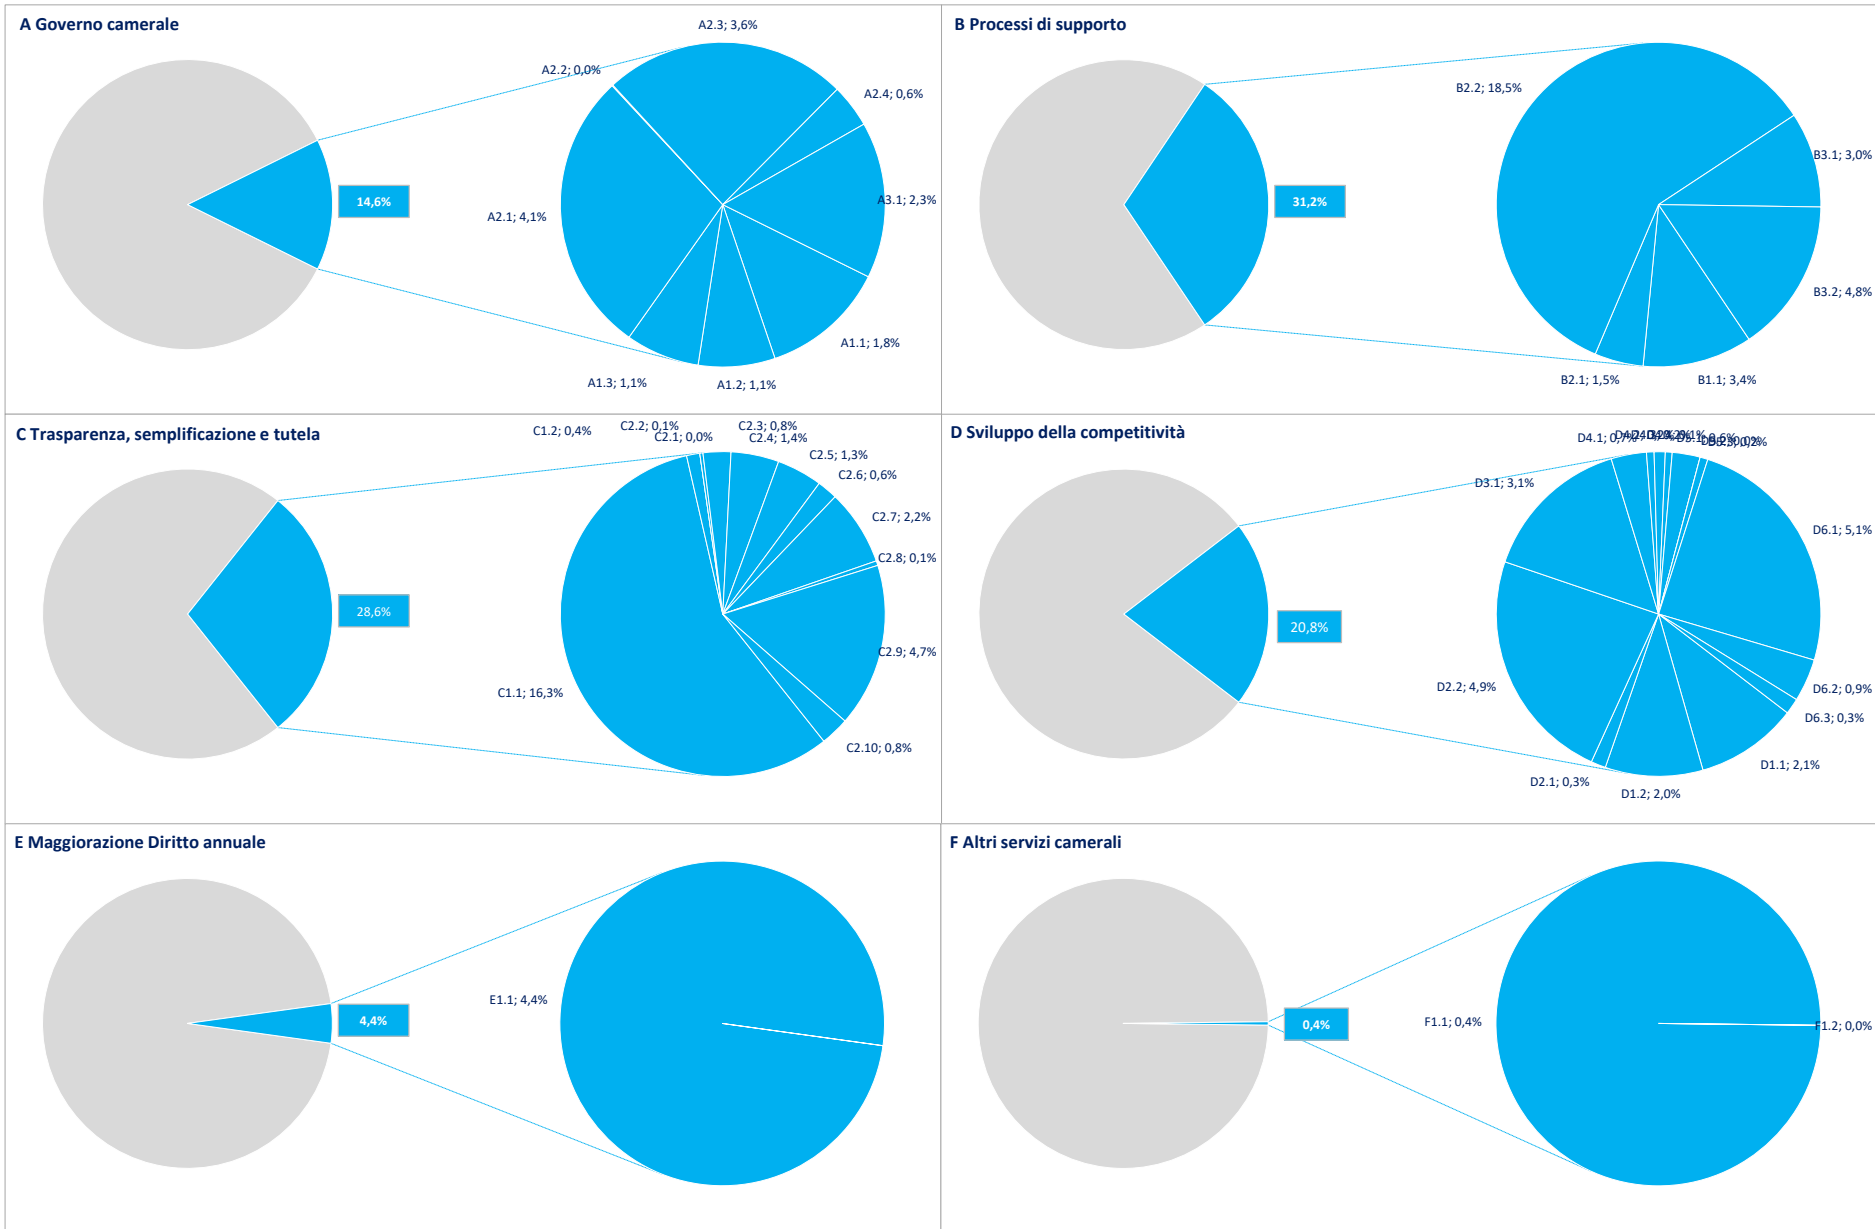 A Governo camerale
A2.3; 3,6%
A2.2; 0,0%
A2.4; 0,6%
14,6%
A3.1; 2,3%
A2.1; 4,1%
A1.1; 1,8%
A1.3; 1,1%
A1.2; 1,1%
B Processi di supporto
B2.2; 18,5%
B3.1; 3,0%
31,2%
B3.2; 4,8%
B2.1; 1,5%
B1.1; 3,4%
C Trasparenza, semplificazione e tutela
C1.2; 0,4%
C2.2; 0,1%
C2.1; 0,0%
C2.3; 0,8%
C2.4; 1,4%
C2.5; 1,3%
C2.6; 0,6%
C2.7; 2,2%
C2.8; 0,1%
28,6%
C2.9; 4,7%
C1.1; 16,3%
C2.10; 0,8%
D Sviluppo della competitività
D4.1; 0,7%
D3.1; 3,1%
D6.1; 5,1%
20,8%
D2.2; 4,9%
D6.2; 0,9%
D6.3; 0,3%
D1.1; 2,1%
D2.1; 0,3%
D1.2; 2,0%
E Maggiorazione Diritto annuale
E1.1; 4,4%
4,4%
F Altri servizi camerali
0,4%
F1.1; 0,4%
F1.2; 0,0%